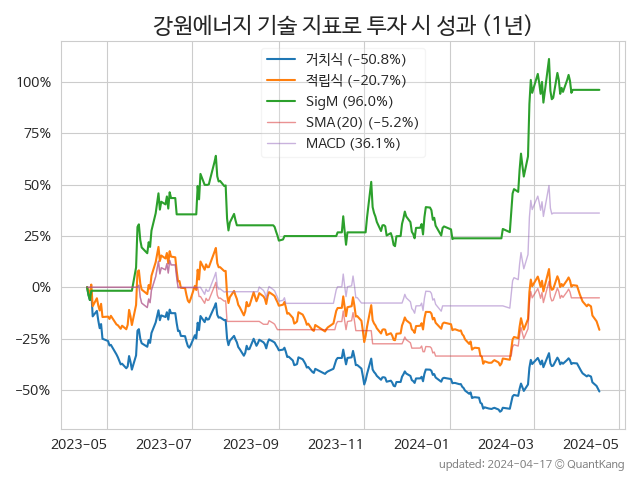 강원에너지 기술 지표로 투자 시 성과 (1년)
거치식 (−50.8%)
적립식 (−20.7%)
SigM (96.0%)
SMA(20) (−5.2%)
MACD (36.1%)
100%
75%
50%
25%
0%
−25%
−50%
2023-05 2023-07 2023-09 2023-11 2024-01 2024-03 2024-05
updated: 2024-04-17 © QuantKang